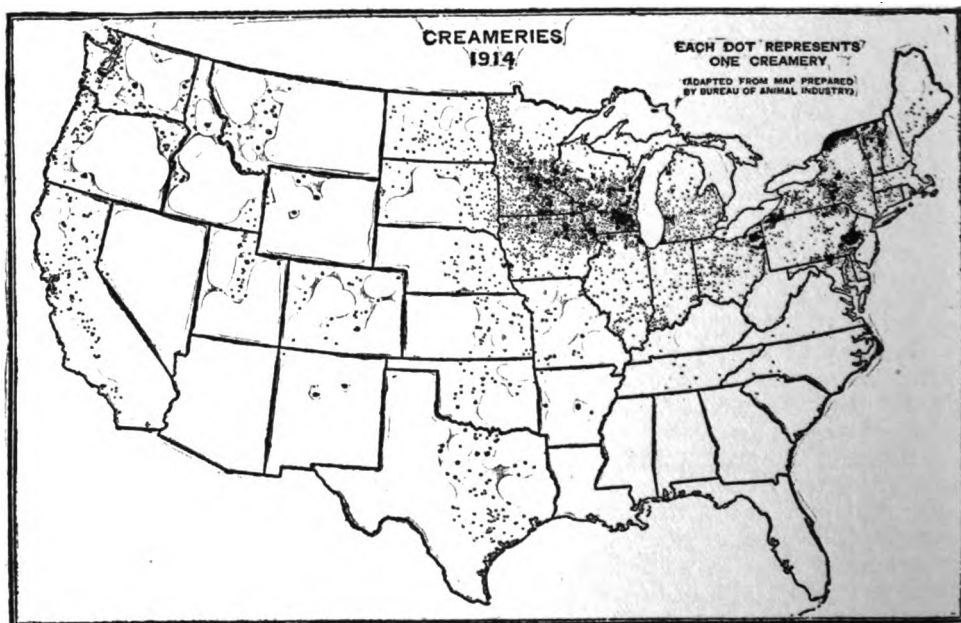 CREAMERIES
1914
EACH DOT REPRESENTS
ONE CREAMERY
(ADAPTED FROM MAP PREPARED
BY BUREAU OF ANIMAL INDUSTRY)